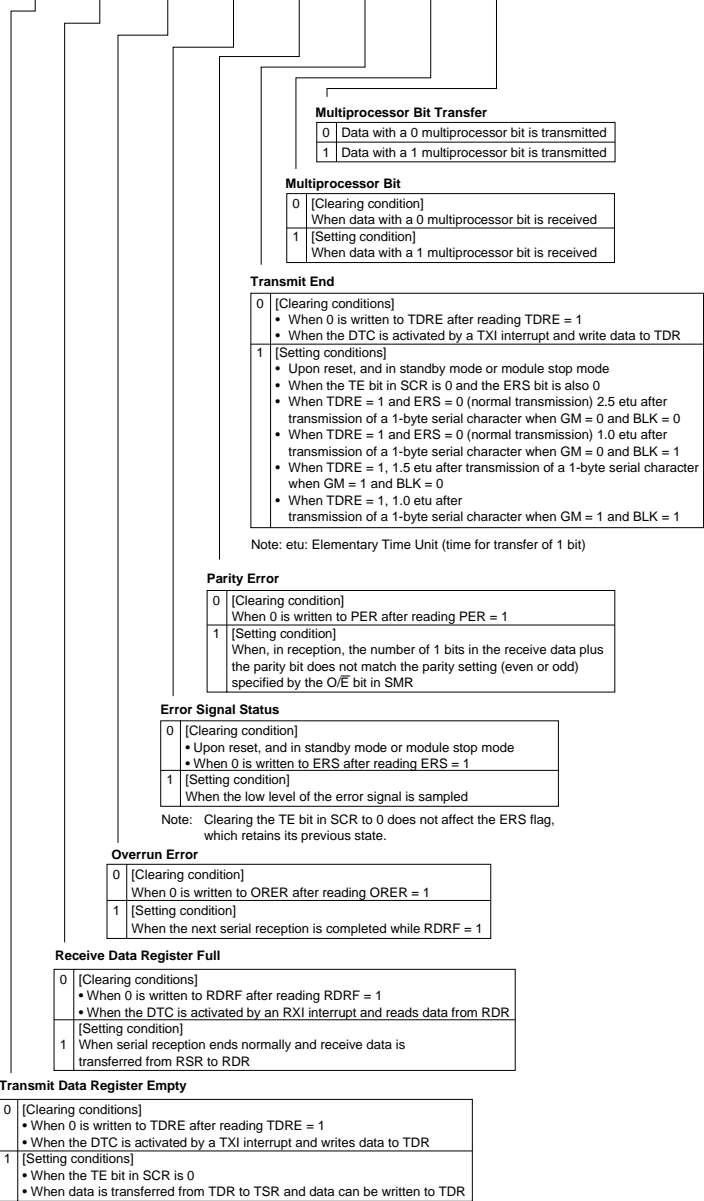 Multiprocessor Bit Transfer
0 Data with a 0 multiprocessor bit is transmitted
1 Data with a 1 multiprocessor bit is transmitted
Multiprocessor Bit
0 [Clearing condition]
When data with a 0 multiprocessor bit is received
1 [Setting condition]
When data with a 1 multiprocessor bit is received
Transmit End
0 [Clearing conditions]
• When 0 is written to TDRE after reading TDRE = 1
• When the DTC is activated by a TXI interrupt and write data to TDR
1 [Setting conditions]
• Upon reset, and in standby mode or module stop mode
• When the TE bit in SCR is 0 and the ERS bit is also 0
• When TDRE = 1 and ERS = 0 (normal transmission) 2.5 etu after
transmission of a 1-byte serial character when GM = 0 and BLK = 0
• When TDRE = 1 and ERS = 0 (normal transmission) 1.0 etu after
transmission of a 1-byte serial character when GM = 0 and BLK = 1
• When TDRE = 1, 1.5 etu after transmission of a 1-byte serial character
when GM = 1 and BLK = 0
• When TDRE = 1, 1.0 etu after
transmission of a 1-byte serial character when GM = 1 and BLK = 1
Note: etu: Elementary Time Unit (time for transfer of 1 bit)
Parity Error
0 [Clearing condition]
When 0 is written to PER after reading PER = 1
1 [Setting condition]
When, in reception, the number of 1 bits in the receive data plus
the parity bit does not match the parity setting (even or odd)
specified by the O/E̅ bit in SMR
Error Signal Status
0 [Clearing condition]
• Upon reset, and in standby mode or module stop mode
• When 0 is written to ERS after reading ERS = 1
1 [Setting condition]
When the low level of the error signal is sampled
Note: Clearing the TE bit in SCR to 0 does not affect the ERS flag,
which retains its previous state.
Overrun Error
0 [Clearing condition]
When 0 is written to ORER after reading ORER = 1
1 [Setting condition]
When the next serial reception is completed while RDRF = 1
Receive Data Register Full
0 [Clearing conditions]
• When 0 is written to RDRF after reading RDRF = 1
• When the DTC is activated by an RXI interrupt and reads data from RDR
[Setting condition]
1 When serial reception ends normally and receive data is
transferred from RSR to RDR
Transmit Data Register Empty
0 [Clearing conditions]
• When 0 is written to TDRE after reading TDRE = 1
• When the DTC is activated by a TXI interrupt and writes data to TDR
1 [Setting conditions]
• When the TE bit in SCR is 0
• When data is transferred from TDR to TSR and data can be written to TDR